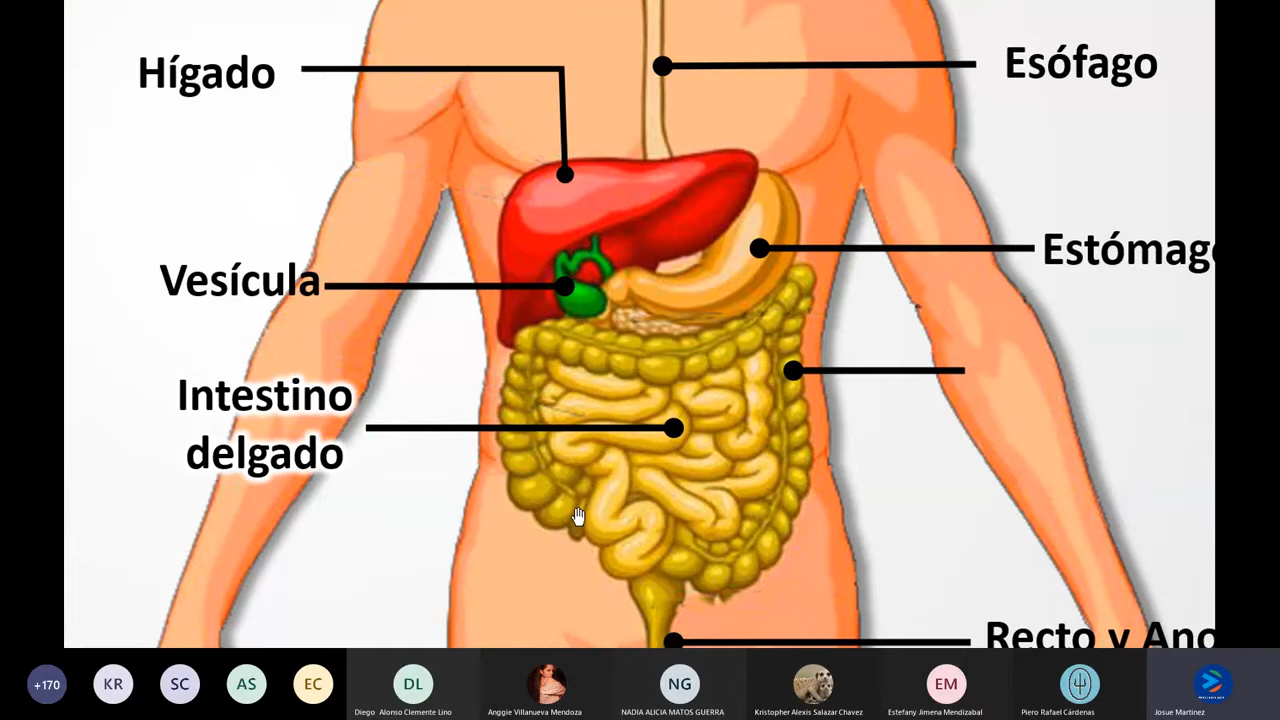 Hígado
Esófago
Estómago
Vesícula
Intestino
delgado
Recto y Ano
+170
KR
SC
AS
EC
DL
NG
EM
Diego Alonso Clemente Lino
Anggie Villanueva Mendoza
NADIA ALICIA MATOS GUERRA
Kristopher Alexis Salazar Chavez
Estefany Jimena Mendizabal
Piero Rafael Cárdenas
Josue Martinez